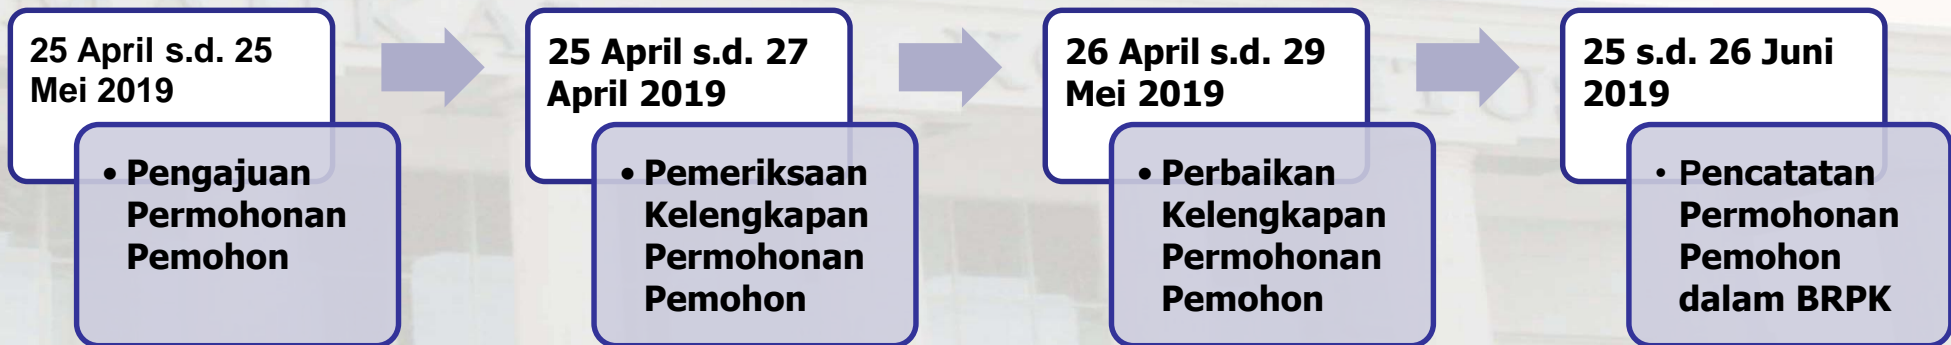 25 April s.d. 25
Mei 2019
• Pengajuan
Permohonan
Pemohon
25 April s.d. 27
April 2019
• Pemeriksaan
Kelengkapan
Permohonan
Pemohon
26 April s.d. 29
Mei 2019
• Perbaikan
Kelengkapan
Permohonan
Pemohon
25 s.d. 26 Juni
2019
• Pencatatan
Permohonan
Pemohon
dalam BRPK